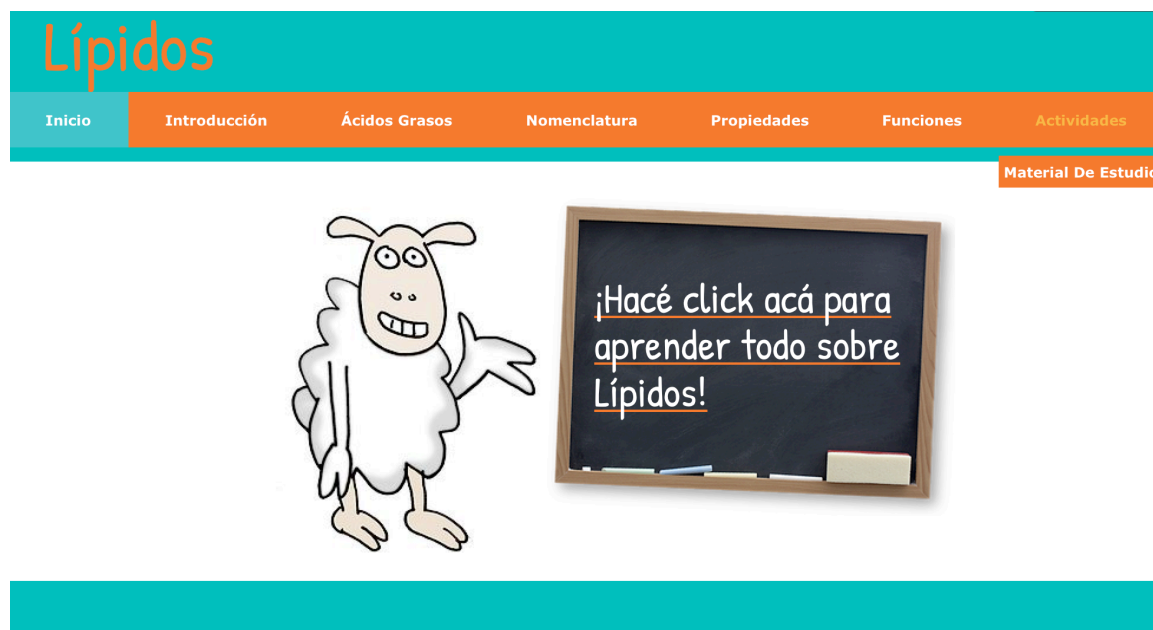 Lípidos
Inicio Introducción Ácidos Grasos Nomenclatura Propiedades Funciones Actividades
Material De Estudio
¡Hacé click acá para
aprender todo sobre
Lípidos!